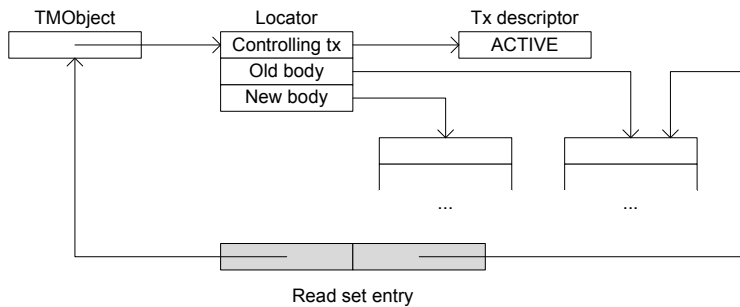 TMObject
Locator
Tx descriptor
Controlling tx
ACTIVE
Old body
New body
...
...
Read set entry